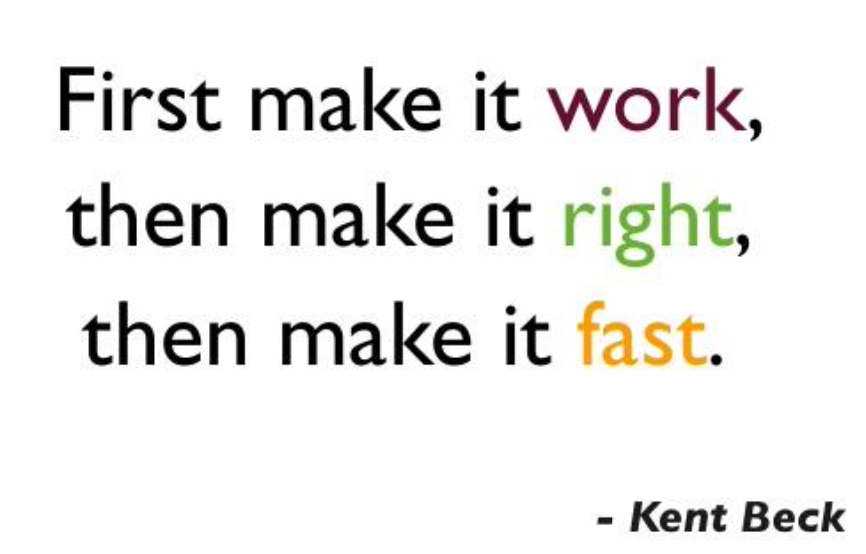 First make it work,
then make it right,
then make it fast.
- Kent Beck